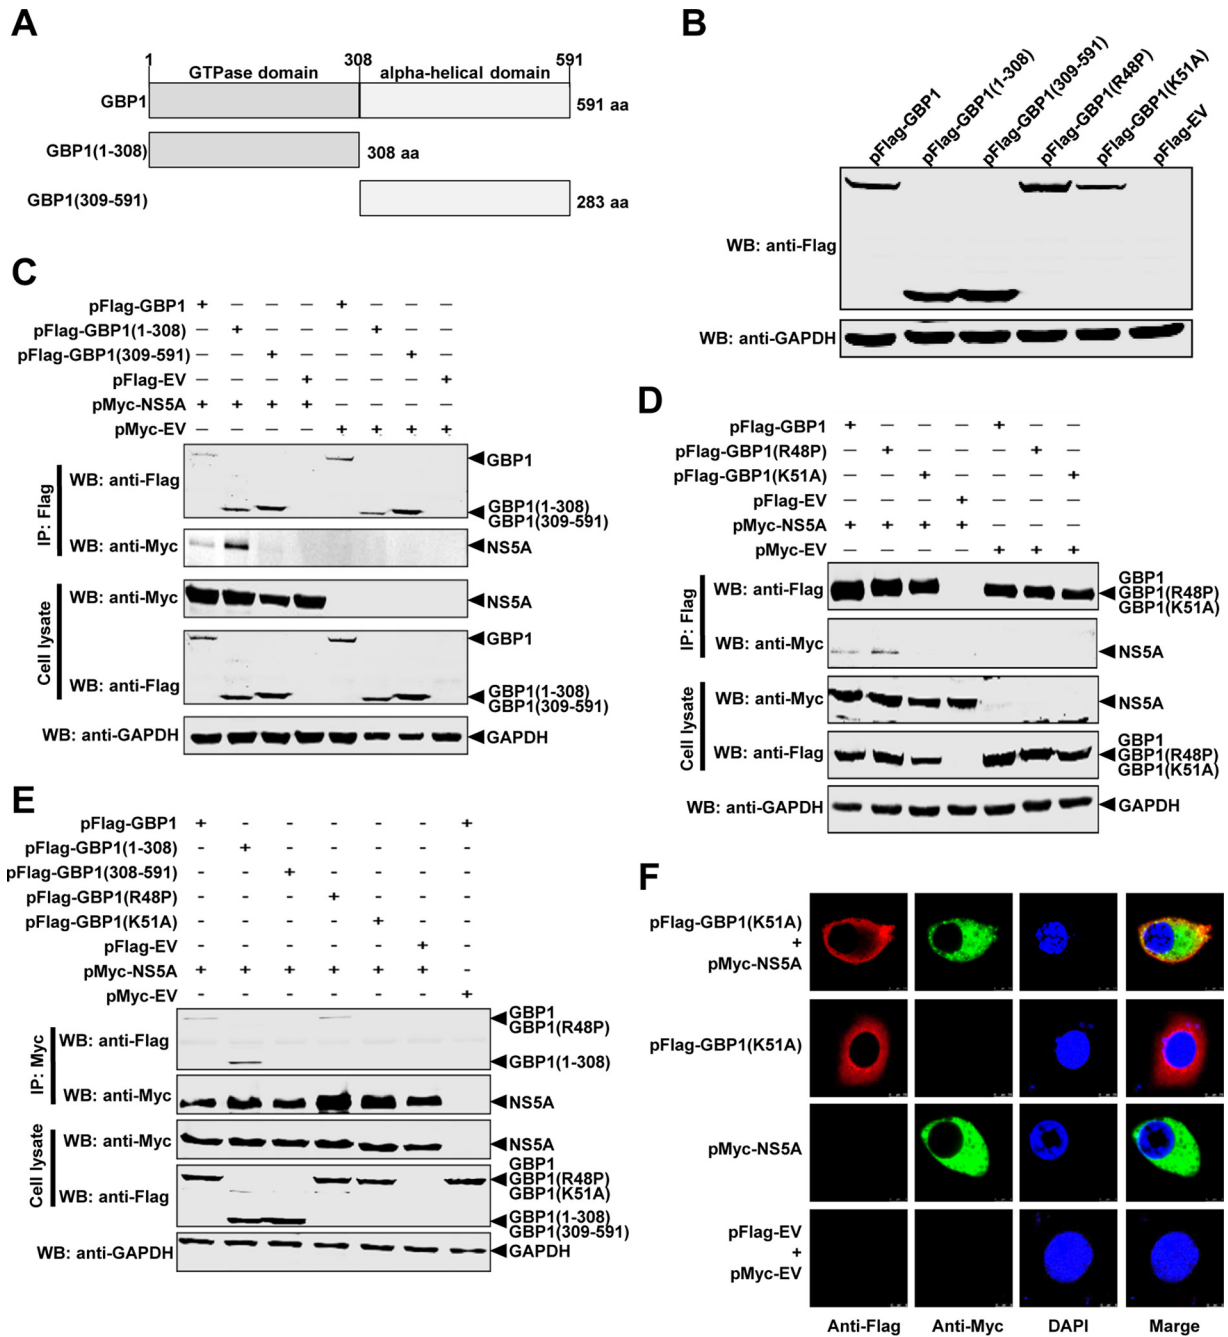 A
1 308 591
GTPase domain alpha-helical domain
GBP1 591 aa
GBP1(1-308) 308 aa
GBP1(309-591) 283 aa
B
pFlag-GBP1
pFlag-GBP1(1-308)
pFlag-GBP1(309-591)
pFlag-GBP1(R48P)
pFlag-GBP1(K51A)
pFlag-EV
WB: anti-Flag
WB: anti-GAPDH
C
pFlag-GBP1 + — — — + — — —
pFlag-GBP1(1-308) — + — — — + — —
pFlag-GBP1(309-591) — — + — — — + —
pFlag-EV — — — + — — — +
pMyc-NS5A + + + + — — — —
pMyc-EV — — — — + + + +
IP: Flag
WB: anti-Flag
GBP1
GBP1(1-308)
GBP1(309-591)
WB: anti-Myc NS5A
Cell lysate
WB: anti-Myc NS5A
WB: anti-Flag
GBP1
GBP1(1-308)
GBP1(309-591)
WB: anti-GAPDH GAPDH
D
pFlag-GBP1 + — — — + — —
pFlag-GBP1(R48P) — + — — — + —
pFlag-GBP1(K51A) — — + — — — +
pFlag-EV — — — + — — —
pMyc-NS5A + + + + — — —
pMyc-EV — — — — + + +
IP: Flag
WB: anti-Flag
GBP1
GBP1(R48P)
GBP1(K51A)
WB: anti-Myc NS5A
Cell lysate
WB: anti-Myc NS5A
WB: anti-Flag
GBP1
GBP1(R48P)
GBP1(K51A)
WB: anti-GAPDH GAPDH
E
pFlag-GBP1 + - - - - - +
pFlag-GBP1(1-308) - + - - - - -
pFlag-GBP1(308-591) - - + - - - -
pFlag-GBP1(R48P) - - - + - - -
pFlag-GBP1(K51A) - - - - + - -
pFlag-EV - - - - - + -
pMyc-NS5A + + + + + + -
pMyc-EV - - - - - - +
IP: Myc
WB: anti-Flag
GBP1
GBP1(R48P)
GBP1(1-308)
WB: anti-Myc NS5A
Cell lysate
WB: anti-Myc NS5A
WB: anti-Flag
GBP1
GBP1(R48P)
GBP1(K51A)
GBP1(1-308)
GBP1(309-591)
WB: anti-GAPDH GAPDH
F
pFlag-GBP1(K51A)
+
pMyc-NS5A
pFlag-GBP1(K51A)
pMyc-NS5A
pFlag-EV
+
pMyc-EV
Anti-Flag Anti-Myc DAPI Marge